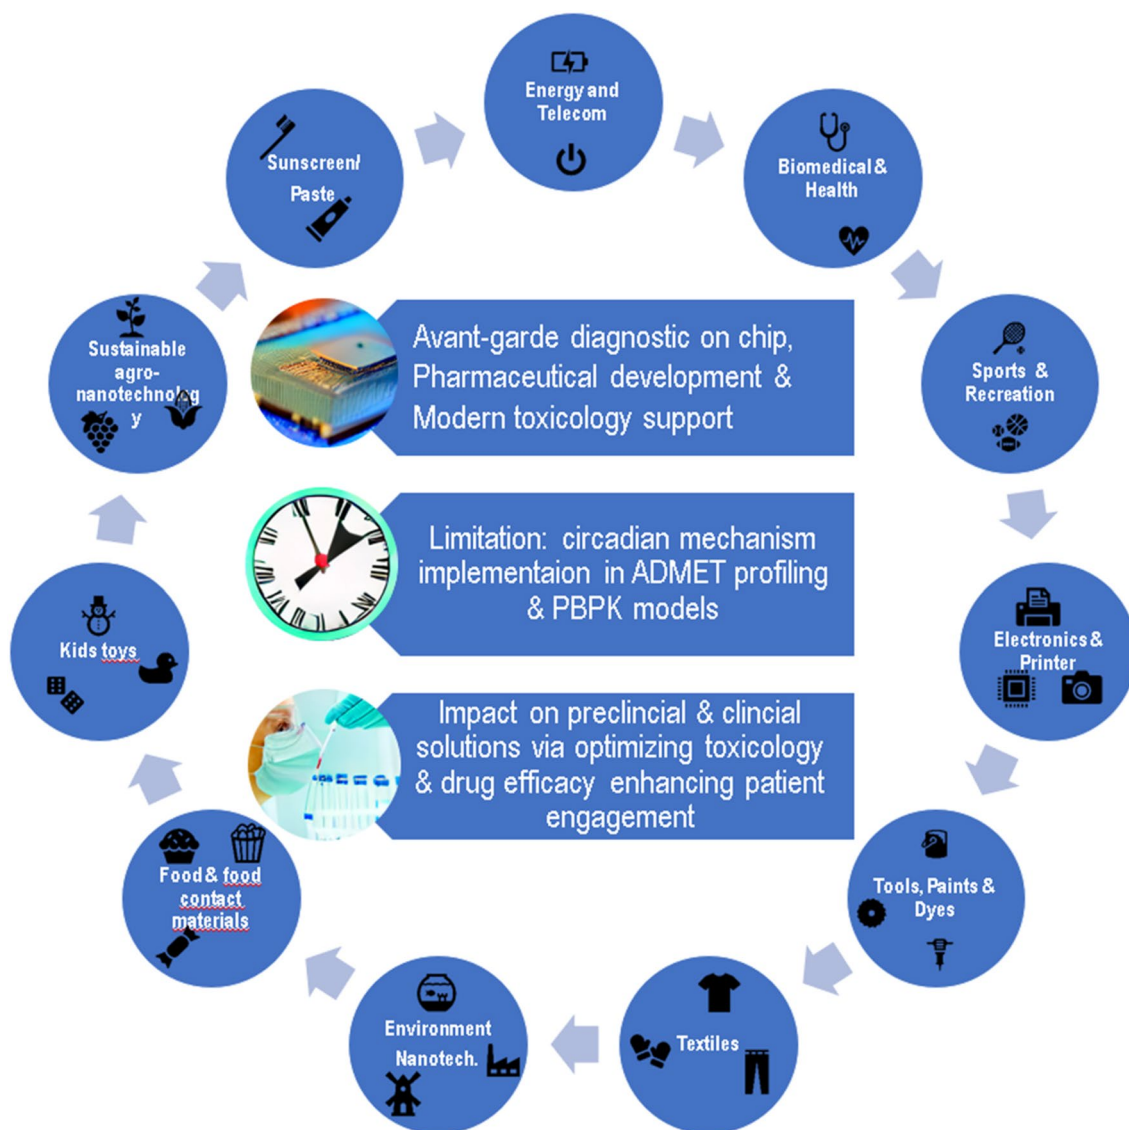 Energy and
Telecom
Biomedical &
Health
Sports &
Recreation
Electronics &
Printer
Tools, Paints &
Dyes
Textiles
Environment
Nanotech.
Food & food
contact
materials
Kids toys
Sustainable
agro-
nanotechnolog
y
Sunscreen/
Paste
Avant-garde diagnostic on chip,
Pharmaceutical development &
Modern toxicology support
Limitation: circadian mechanism
implementaion in ADMET profiling
& PBPK models
Impact on preclincial & clincial
solutions via optimizing toxicology
& drug efficacy enhancing patient
engagement